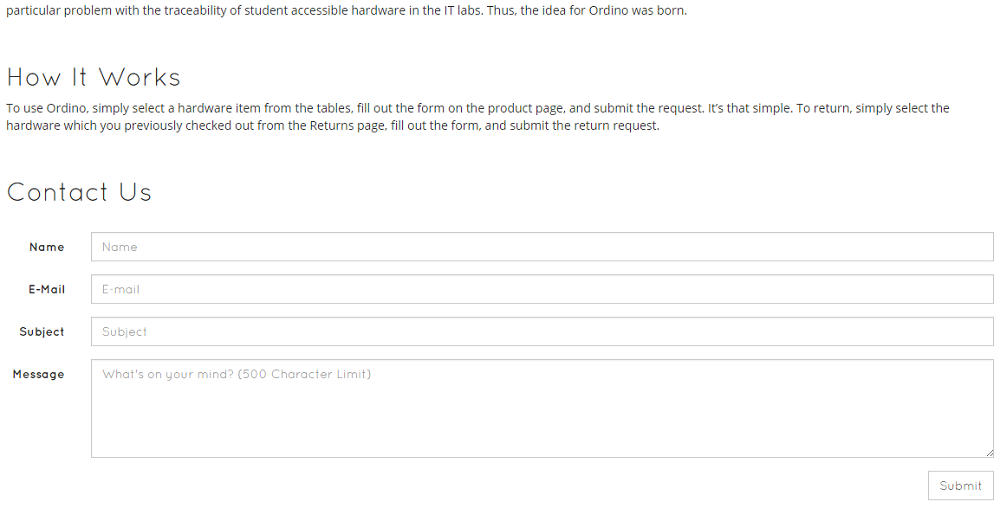 particular problem with the traceability of student accessible hardware in the IT labs. Thus, the idea for Ordino was born.
How It Works
To use Ordino, simply select a hardware item from the tables, fill out the form on the product page, and submit the request. It’s that simple. To return, simply select the
hardware which you previously checked out from the Returns page, fill out the form, and submit the return request.
Contact Us
Name Name
E-Mail E-mail
Subject Subject
Message What's on your mind? (500 Character Limit)
Submit